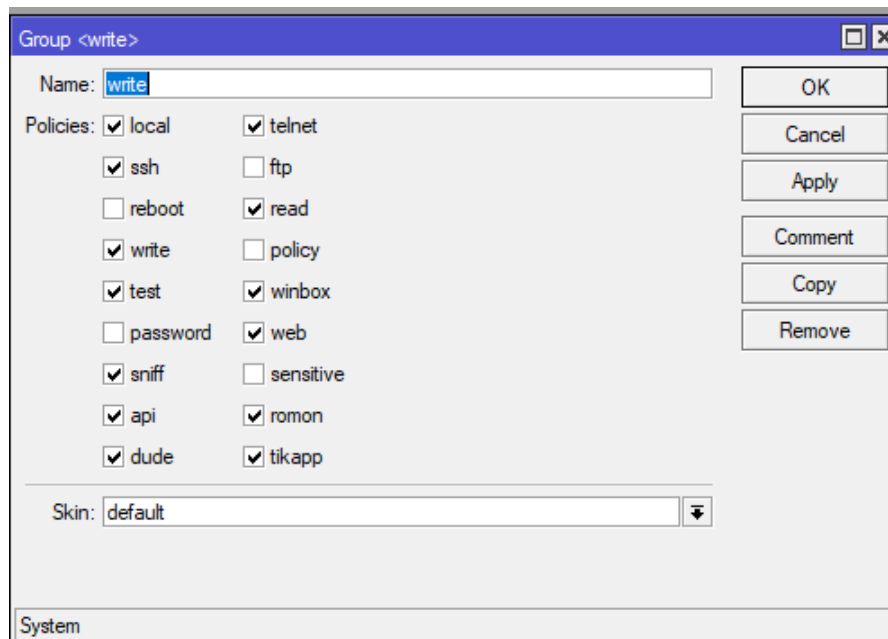 Group <write>
Name: write
OK
Policies: local telnet
Cancel
ssh ftp
Apply
reboot read
write policy
Comment
test winbox
Copy
password web
Remove
sniff sensitive
api romon
dude tikapp
Skin: default
System